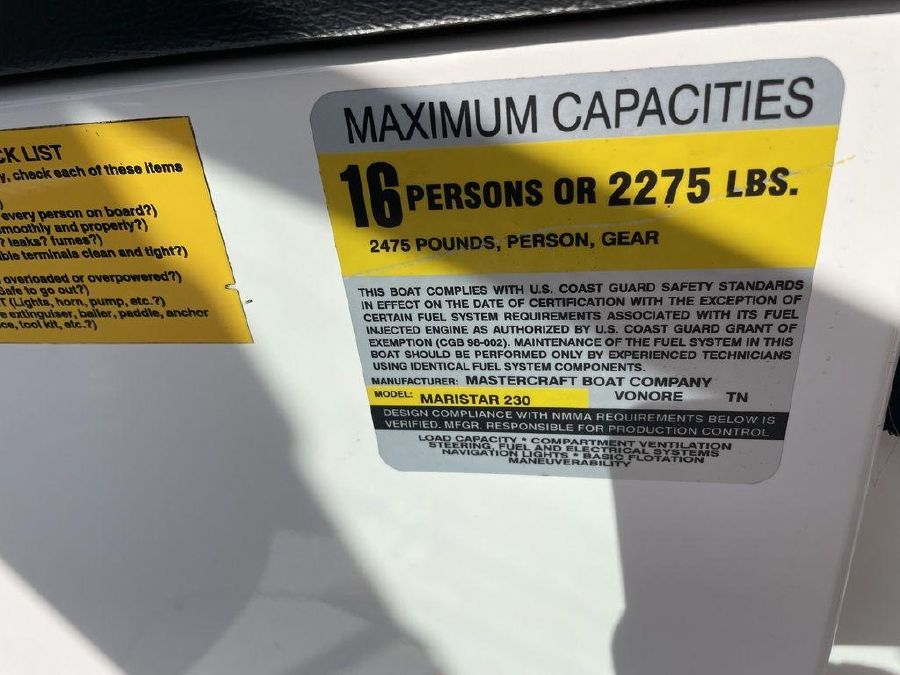 CK LIST
y, check each of these items
)
every person on board?)
moothly and properly?)
? leaks? fumes?)
ble terminals clean and tight?)
overloaded or overpowered?)
Safe to go out?)
T (Lights, horn, pump, etc.?)
e extinguiser, bailer, paddle, anchor
ce, tool kit, etc.?)
MAXIMUM CAPACITIES
16 PERSONS OR 2275 LBS.
2475 POUNDS, PERSON, GEAR
THIS BOAT COMPLIES WITH U.S. COAST GUARD SAFETY STANDARDS
IN EFFECT ON THE DATE OF CERTIFICATION WITH THE EXCEPTION OF
CERTAIN FUEL SYSTEM REQUIREMENTS ASSOCIATED WITH ITS FUEL
INJECTED ENGINE AS AUTHORIZED BY U.S. COAST GUARD GRANT OF
EXEMPTION (CGB 98-002). MAINTENANCE OF THE FUEL SYSTEM IN THIS
BOAT SHOULD BE PERFORMED ONLY BY EXPERIENCED TECHNICIANS
USING IDENTICAL FUEL SYSTEM COMPONENTS.
MANUFACTURER: MASTERCRAFT BOAT COMPANY
MODEL: MARISTAR 230 VONORE TN
DESIGN COMPLIANCE WITH NMMA REQUIREMENTS BELOW IS
VERIFIED. MFGR. RESPONSIBLE FOR PRODUCTION CONTROL
LOAD CAPACITY * COMPARTMENT VENTILATION
STEERING, FUEL AND ELECTRICAL SYSTEMS
NAVIGATION LIGHTS * BASIC FLOTATION
MANEUVERABILITY